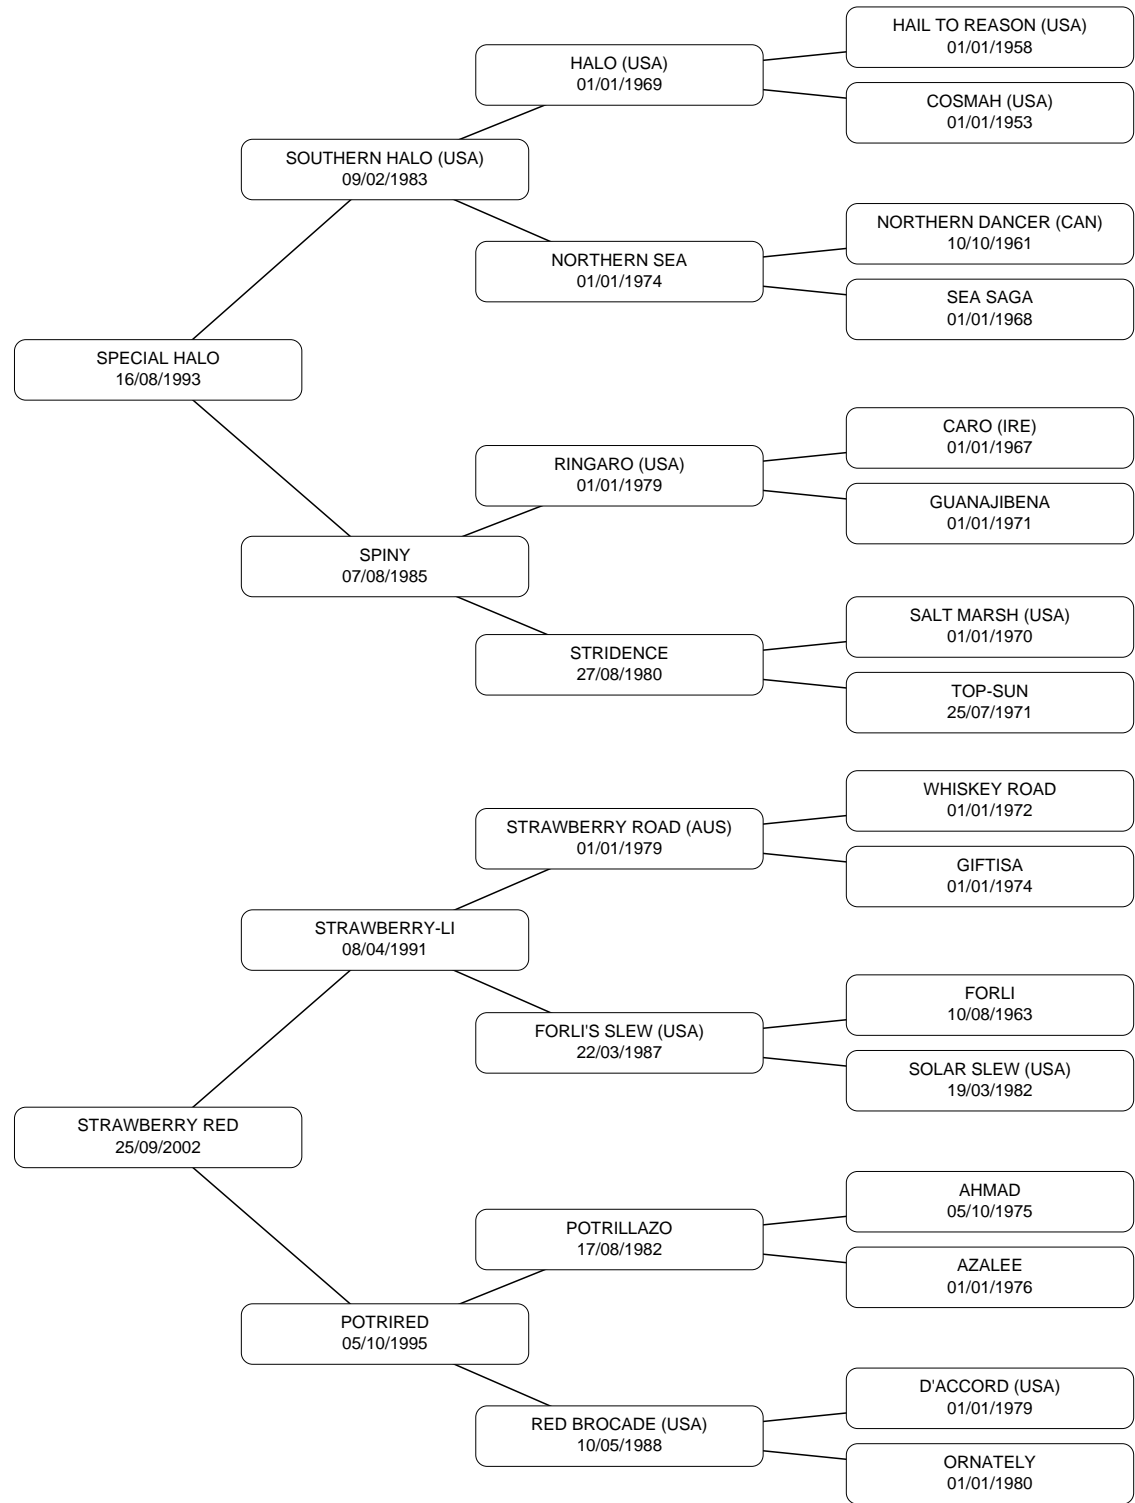 HAIL TO REASON (USA)
01/01/1958
HALO (USA)
01/01/1969
COSMAH (USA)
01/01/1953
SOUTHERN HALO (USA)
09/02/1983
NORTHERN DANCER (CAN)
10/10/1961
NORTHERN SEA
01/01/1974
SEA SAGA
01/01/1968
SPECIAL HALO
16/08/1993
CARO (IRE)
01/01/1967
RINGARO (USA)
01/01/1979
GUANAJIBENA
01/01/1971
SPINY
07/08/1985
SALT MARSH (USA)
01/01/1970
STRIDENCE
27/08/1980
TOP-SUN
25/07/1971
WHISKEY ROAD
01/01/1972
STRAWBERRY ROAD (AUS)
01/01/1979
GIFTISA
01/01/1974
STRAWBERRY-LI
08/04/1991
FORLI
10/08/1963
FORLI'S SLEW (USA)
22/03/1987
SOLAR SLEW (USA)
19/03/1982
STRAWBERRY RED
25/09/2002
AHMAD
05/10/1975
POTRILLAZO
17/08/1982
AZALEE
01/01/1976
POTRIRED
05/10/1995
D'ACCORD (USA)
01/01/1979
RED BROCADE (USA)
10/05/1988
ORNATELY
01/01/1980